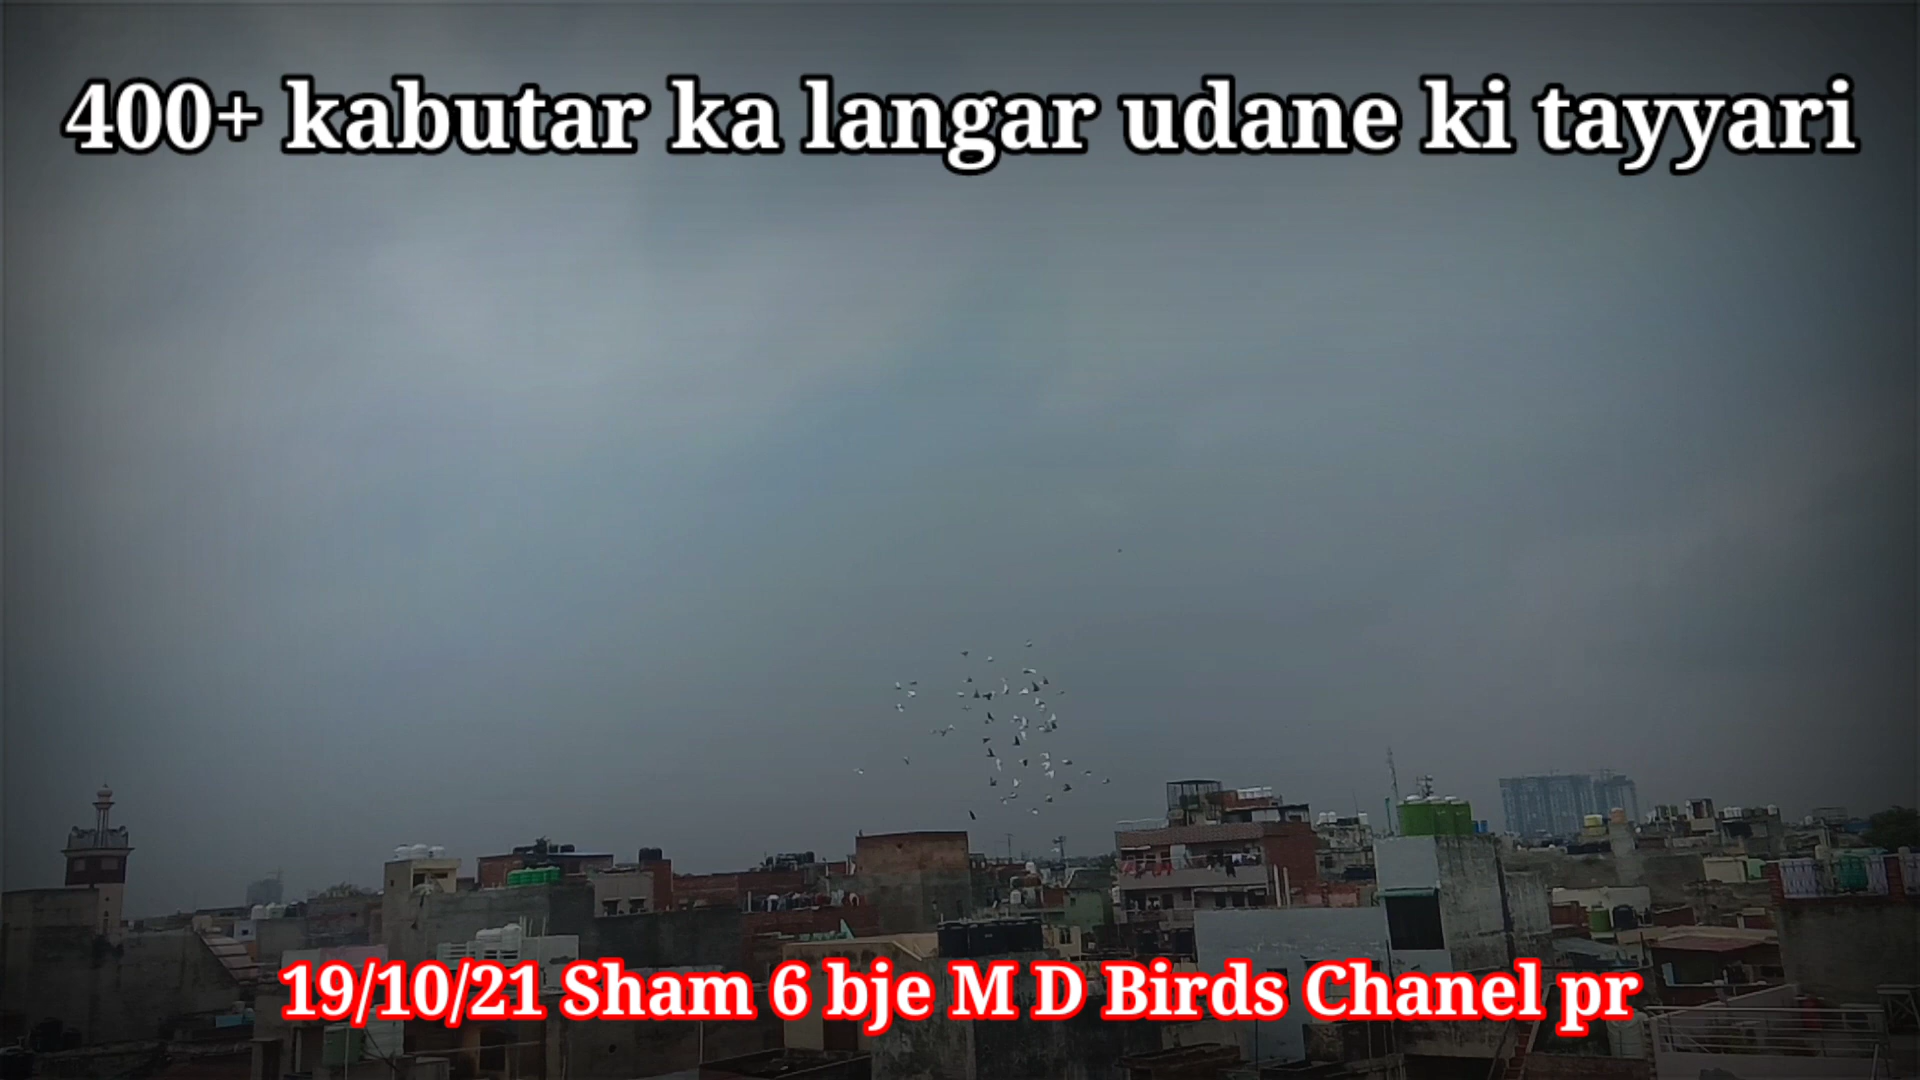 400+ kabutar ka langar udane ki tayyari
19/10/21 Sham 6 bje M D Birds Chanel pr